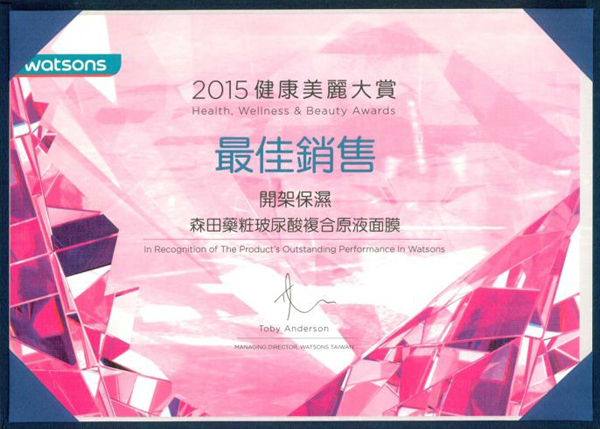 watsons
2015 健康美麗大賞
Health, Wellness & Beauty Awards
最佳銷售
開架保濕
森田藥粧玻尿酸複合原液面膜
In Recognition of The Product's Outstanding Performance In Watsons
Toby Anderson
MANAGING DIRECTOR, WATSONS TAIWAN